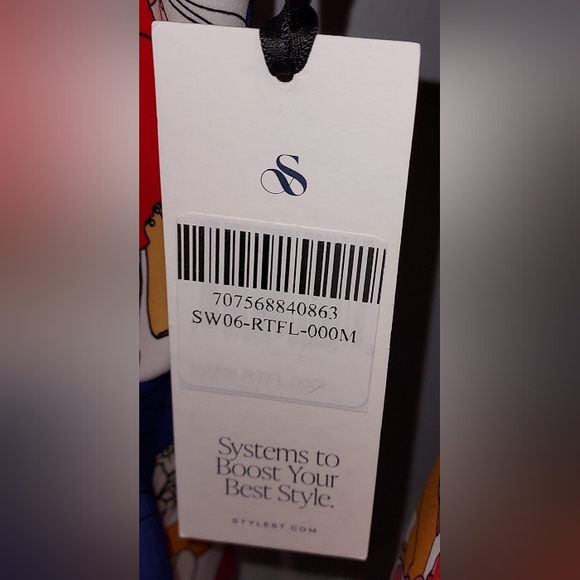 S
707568840863
SW06-RTFL-000M
Systems to
Boost Your
Best Style.
STYLEST.COM